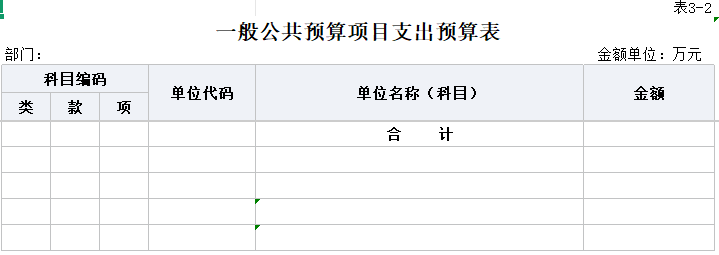 表3-2
一般公共预算项目支出预算表
部门：
金额单位：万元
科目编码 单位代码 单位名称（科目） 金额
类 款 项
合 计